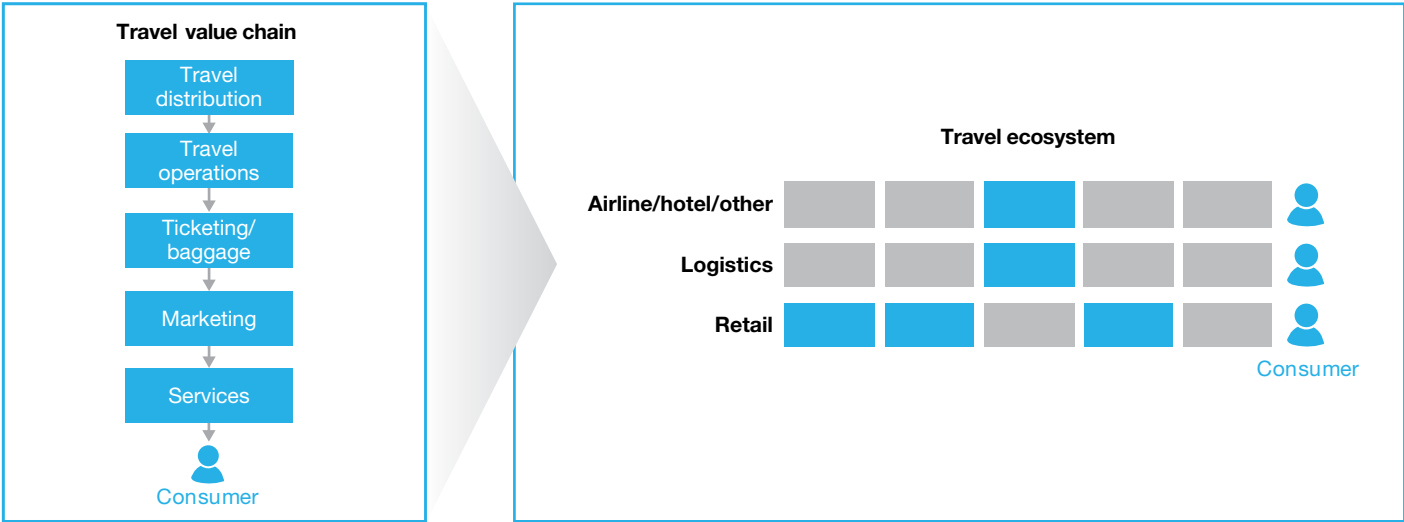 Travel value chain
Travel
distribution
Travel
operations
Ticketing/
baggage
Marketing
Services
Consumer
Travel ecosystem
Airline/hotel/other
Logistics
Retail
Consumer